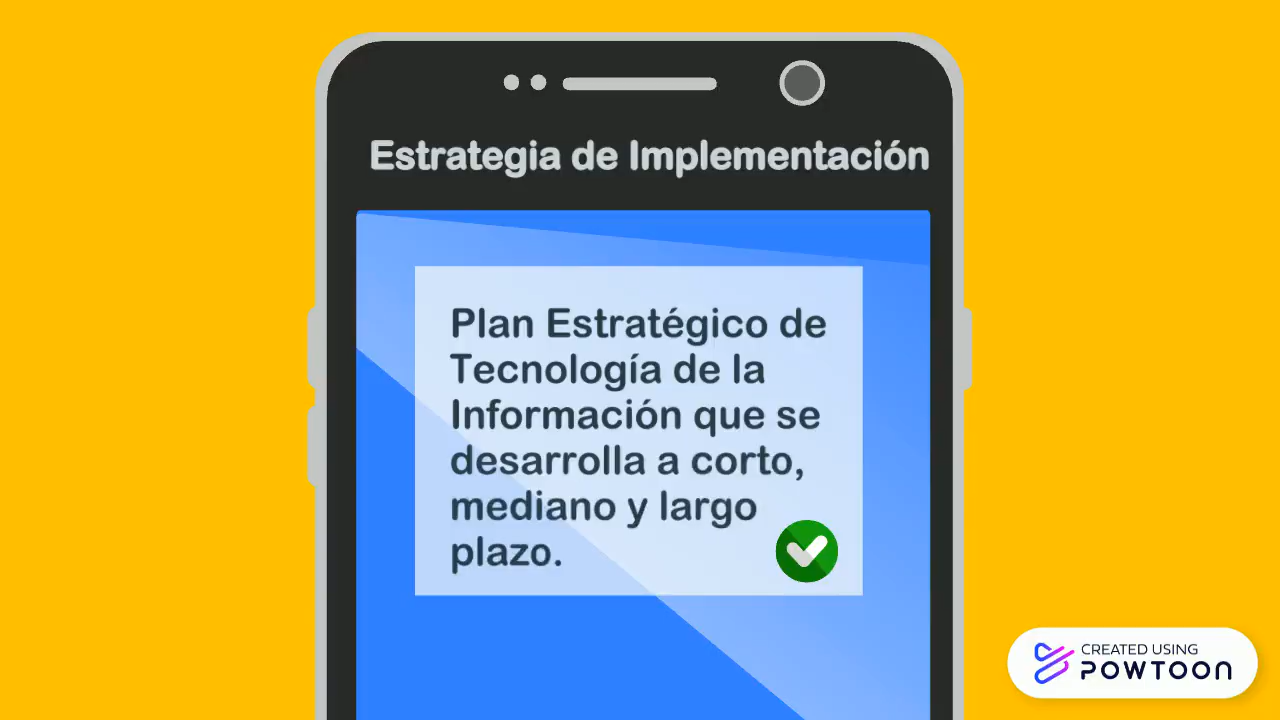 Estrategia de Implementación
Plan Estratégico de
Tecnología de la
Información que se
desarrolla a corto,
mediano y largo
plazo.
CREATED USING
POWTOON